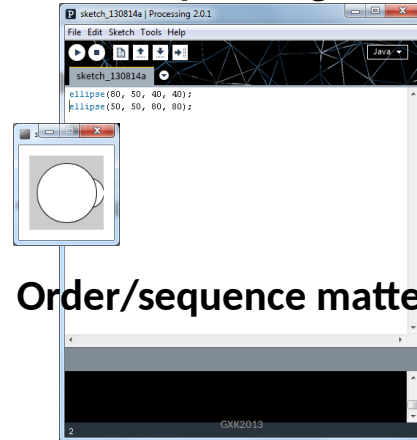 sketch_130814a | Processing 2.0.1
File Edit Sketch Tools Help
Java
sketch_130814a
ellipse(80, 50, 40, 40);
ellipse(50, 50, 80, 80);
s
Order/sequence matte
GXK2013
2